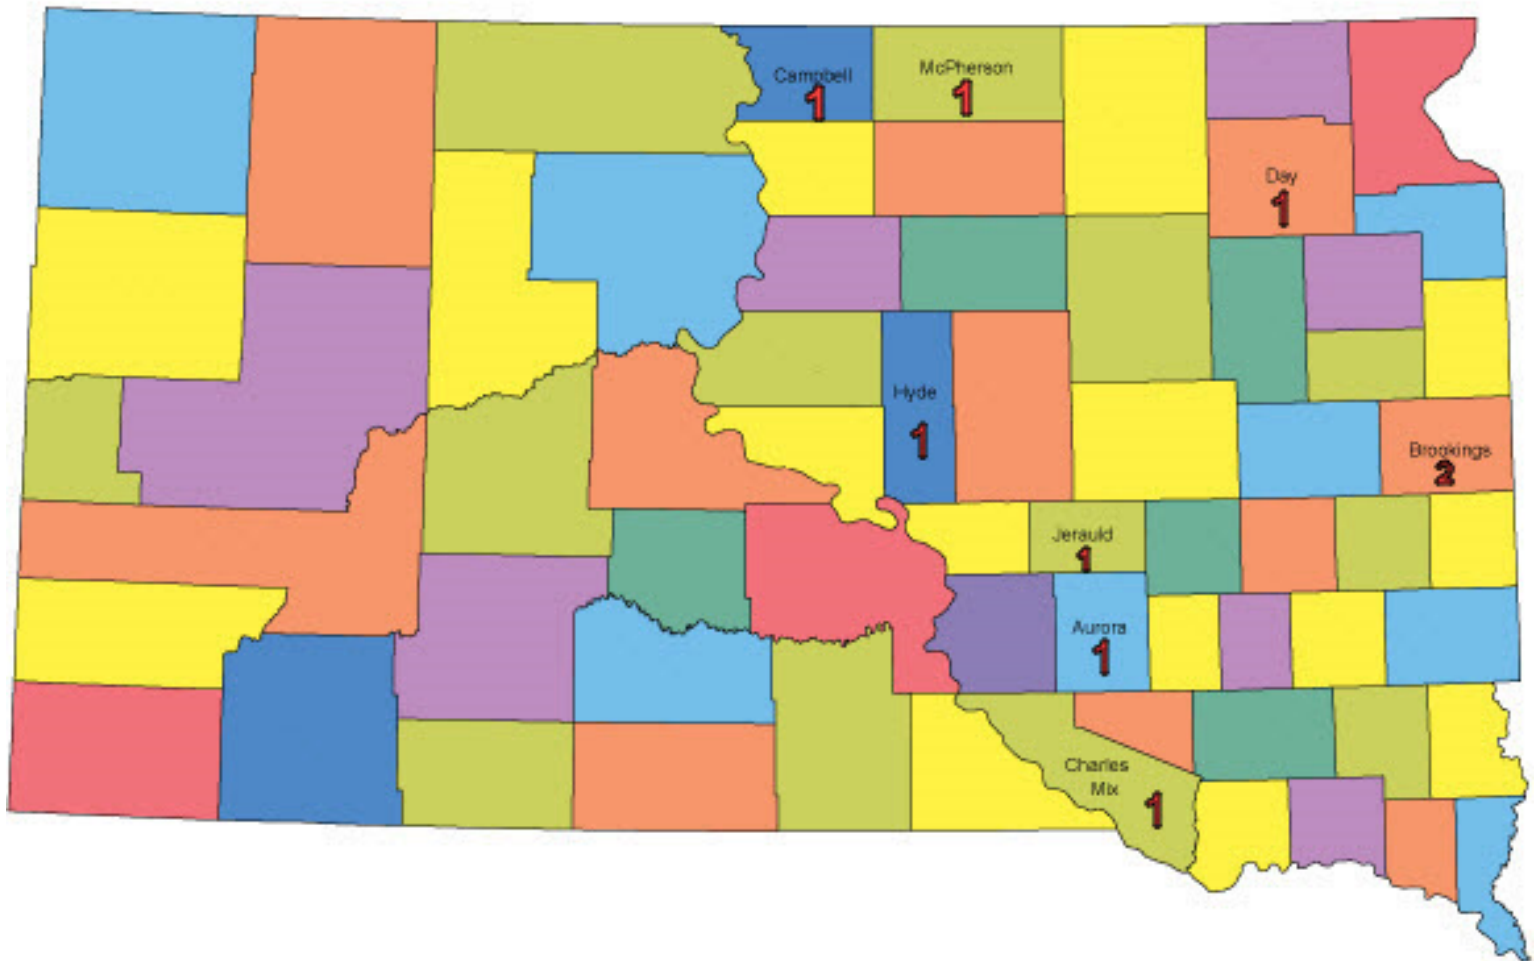 Campbell
1
McPherson
1
Day
1
Hyde
1
Brookings
2
Jerauld
1
Aurora
1
Charles
Mix
1